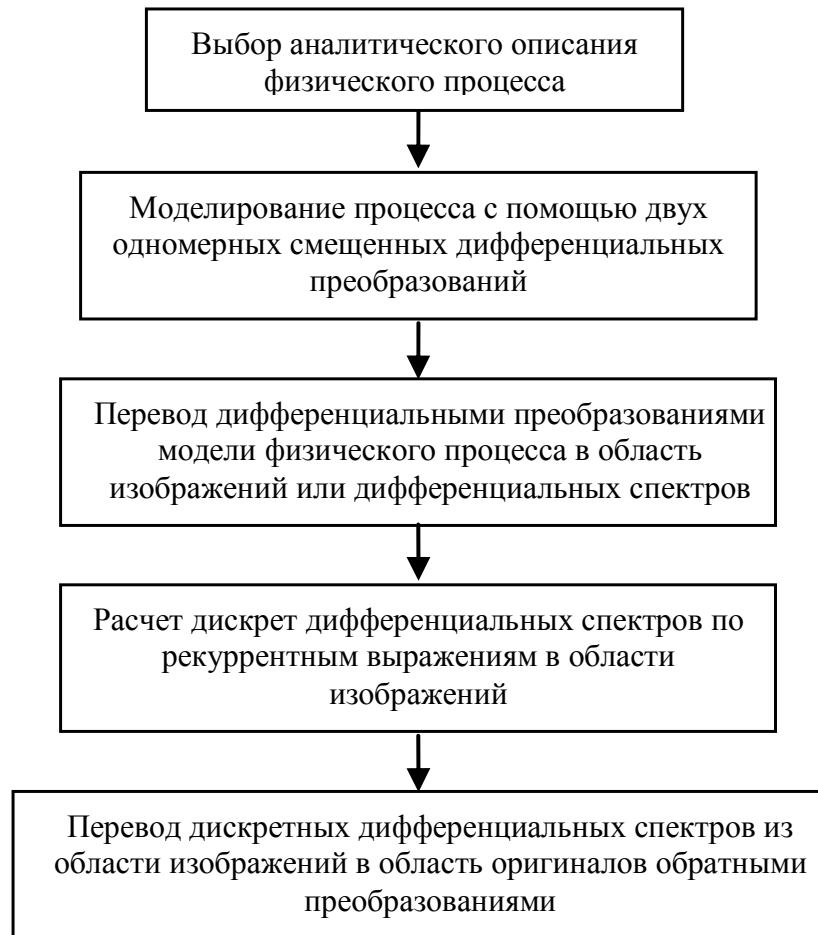 Выбор аналитического описания
физического процесса
Моделирование процесса с помощью двух
одномерных смещенных дифференциальных
преобразований
Перевод дифференциальными преобразованиями
модели физического процесса в область
изображений или дифференциальных спектров
Расчет дискрет дифференциальных спектров по
рекуррентным выражениям в области
изображений
Перевод дискретных дифференциальных спектров из
области изображений в область оригиналов обратными
преобразованиями